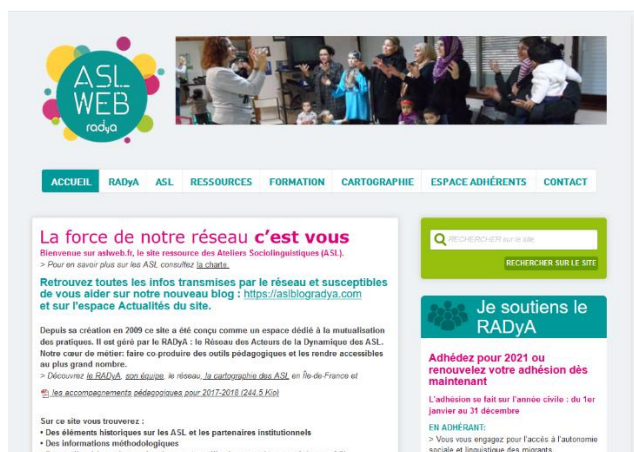 ASL
WEB
radya
ACCUEIL RADyA ASL RESSOURCES FORMATION CARTOGRAPHIE ESPACE ADHÉRENTS CONTACT
La force de notre réseau c'est vous
Bienvenue sur aslweb.fr, le site ressource des Ateliers Sociolinguistiques (ASL).
> Pour en savoir plus sur les ASL consultez la charte.
Retrouvez toutes les infos transmises par le réseau et susceptibles
de vous aider sur notre nouveau blog : https://aslblogradya.com
et sur l'espace Actualités du site.
Depuis sa création en 2009 ce site a été conçu comme un espace dédié à la mutualisation
des pratiques. Il est géré par le RADyA : le Réseau des Acteurs de la Dynamique des ASL.
Notre cœur de métier: faire co-produire des outils pédagogiques et les rendre accessibles
au plus grand nombre.
> Découvrez le RADyA, son équipe, le réseau, la cartographie des ASL en Île-de-France et
les accompagnements pédagogiques pour 2017-2018 (244.5 Kio)
Sur ce site vous trouverez :
• Des éléments historiques sur les ASL et les partenaires institutionnels
• Des informations méthodologiques
RECHERCHER sur le site
RECHERCHER SUR LE SITE
Je soutiens le
RADyA
Adhédez pour 2021 ou
renouvelez votre adhésion dès
maintenant
L'adhésion se fait sur l'année civile : du 1er
janvier au 31 décembre
EN ADHÉRANT:
> Vous vous engagez pour l'accès à l'autonomie
sociale et linguistique des migrants